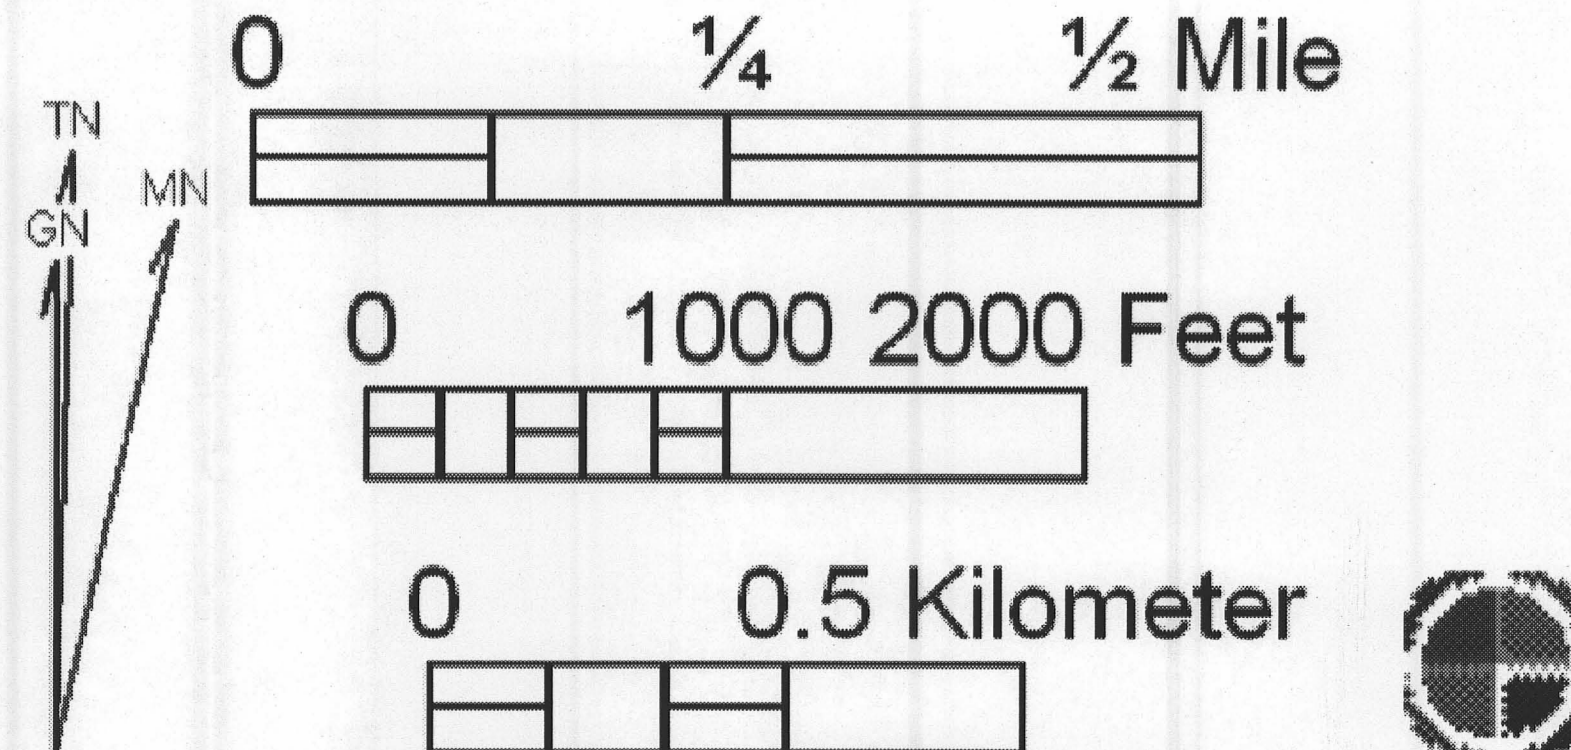 0 ¼ ½ Mile
TN
MN
GN
0 1000 2000 Feet
0 0.5 Kilometer